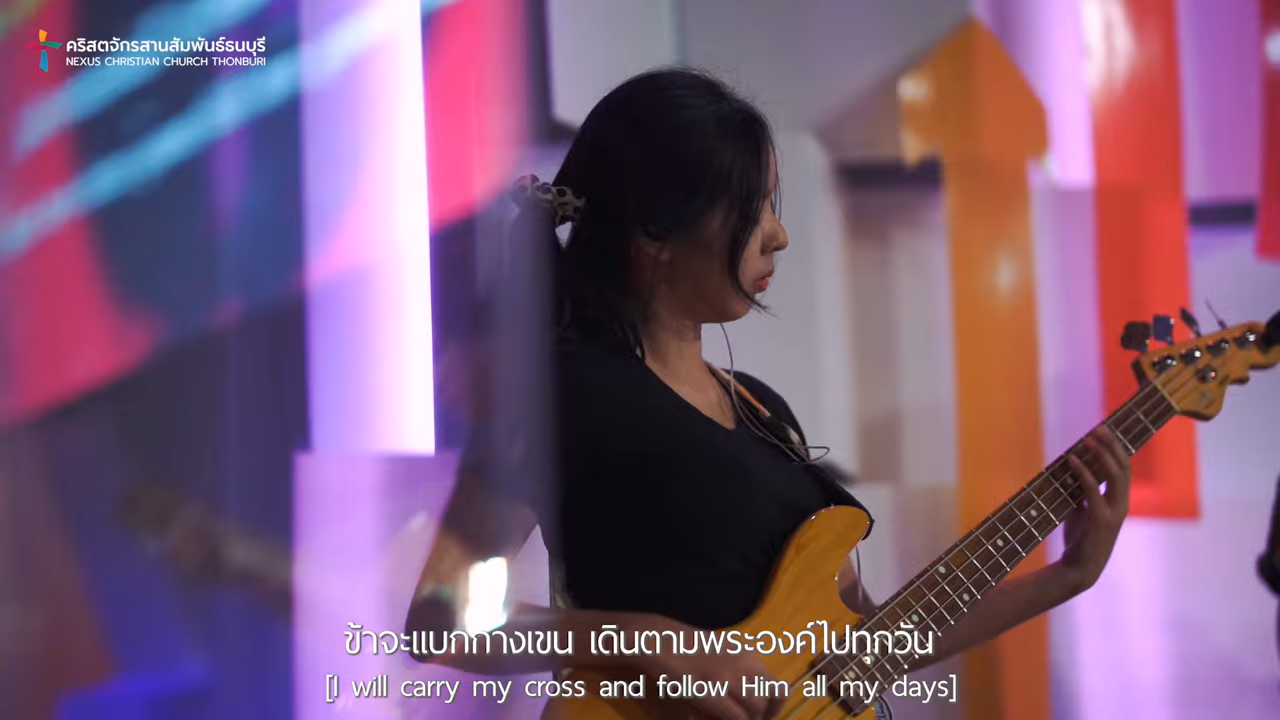 คริสตจักรสานสัมพันธ์ธนบุรี
NEXUS CHRISTIAN CHURCH THONBURI
ข้าจะแบกกางเขน เดินตามพระองค์ไปทุกวัน
[I will carry my cross and follow Him all my days]